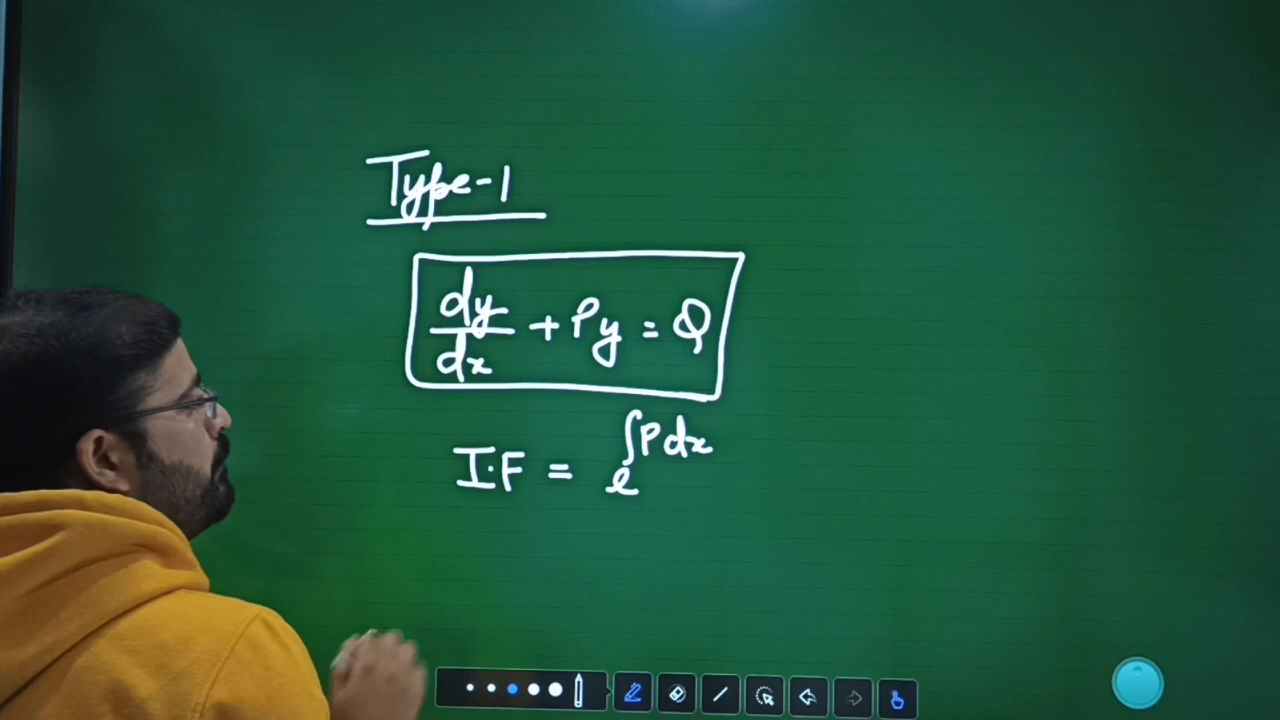 Type-1
dy/dx + Py = Q
I.F = e^∫Pdx